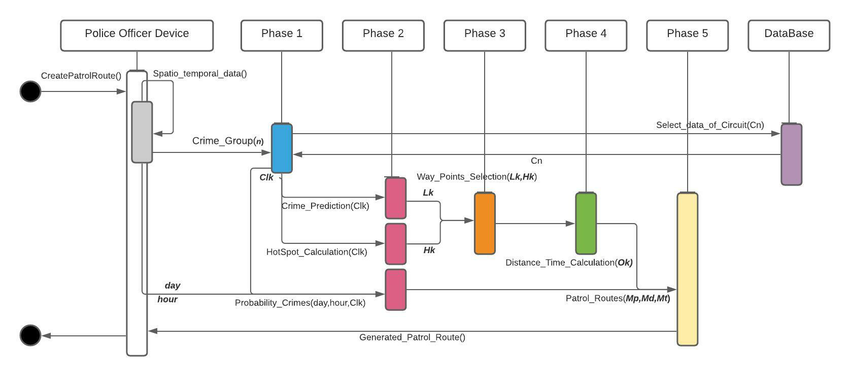 Police Officer Device
Phase 1
Phase 2
Phase 3
Phase 4
Phase 5
DataBase
CreatePatrolRoute()
Spatio_temporal_data()
Select_data_of_Circuit(Cn)
Crime_Group(n)
Cn
Clk
Way_Points_Selection(Lk,Hk)
Lk
Crime_Prediction(Clk)
HotSpot_Calculation(Clk)
Hk
Distance_Time_Calculation(Ok)
day
hour
Probability_Crimes(day,hour,Clk)
Patrol_Routes(Mp,Md,Mt)
Generated_Patrol_Route()